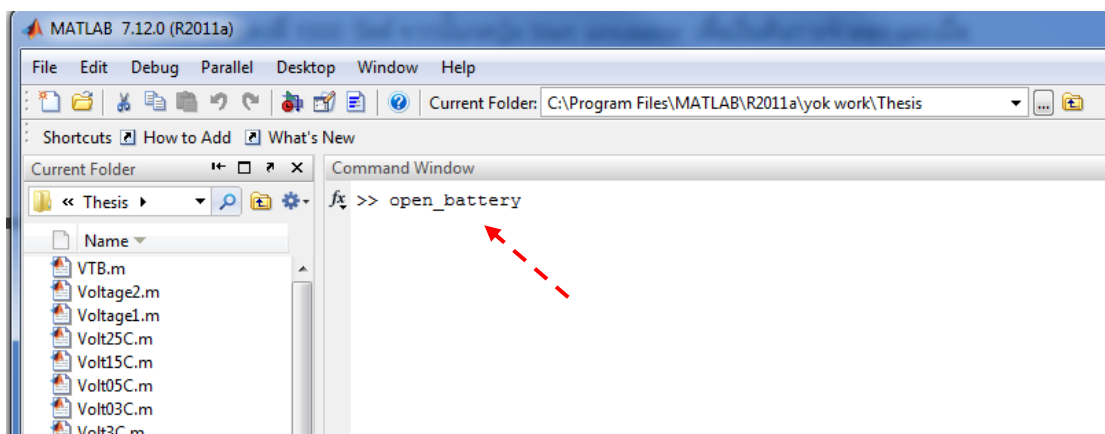 MATLAB 7.12.0 (R2011a)
File Edit Debug Parallel Desktop Window Help
Current Folder: C:\Program Files\MATLAB\R2011a\yok work\Thesis
Shortcuts How to Add What's New
Current Folder Command Window
« Thesis fx >> open_battery
Name
VTB.m
Voltage2.m
Voltage1.m
Volt25C.m
Volt15C.m
Volt05C.m
Volt03C.m
Volt3C.m